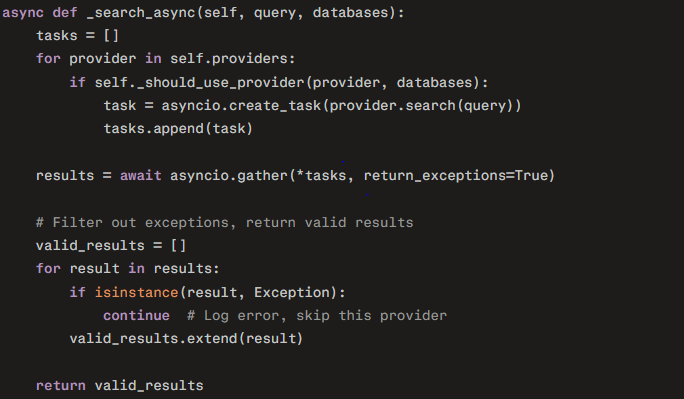 async def _search_async(self, query, databases):
    tasks = []
    for provider in self.providers:
        if self._should_use_provider(provider, databases):
            task = asyncio.create_task(provider.search(query))
            tasks.append(task)

    results = await asyncio.gather(*tasks, return_exceptions=True)

    # Filter out exceptions, return valid results
    valid_results = []
    for result in results:
        if isinstance(result, Exception):
            continue  # Log error, skip this provider
        valid_results.extend(result)

    return valid_results